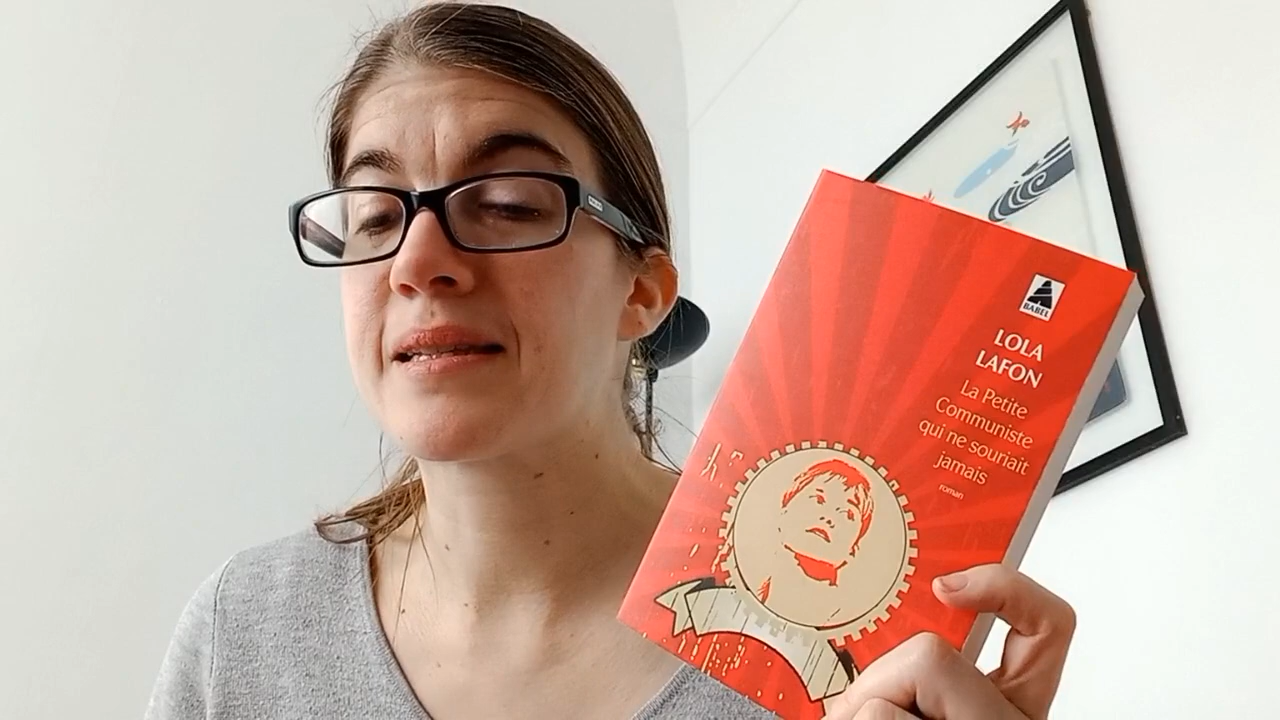 BABEL
LOLA
LAFON
La Petite
Communiste
qui ne souriait
jamais
roman